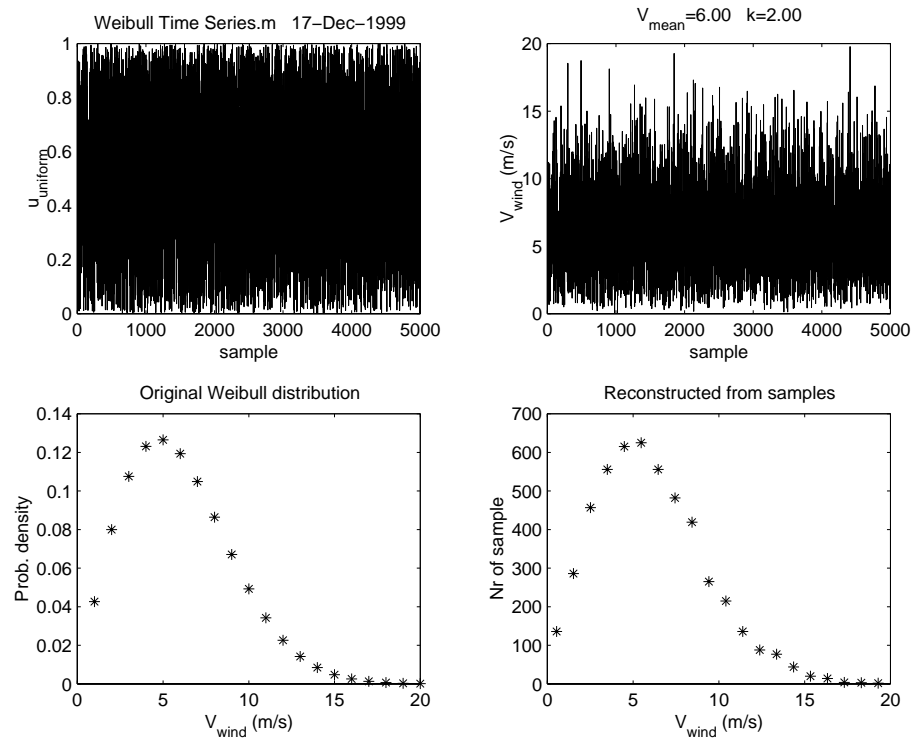 Weibull Time Series.m 17−Dec−1999
1
0.8
0.6
0.4
0.2
0
u_uniform
0 1000 2000 3000 4000 5000
sample
V_mean=6.00 k=2.00
20
15
10
5
0
V_wind (m/s)
0 1000 2000 3000 4000 5000
sample
Original Weibull distribution
0.14
0.12
0.1
0.08
0.06
0.04
0.02
0
Prob. density
0 5 10 15 20
V_wind (m/s)
Reconstructed from samples
700
600
500
400
300
200
100
0
Nr of sample
0 5 10 15 20
V_wind (m/s)